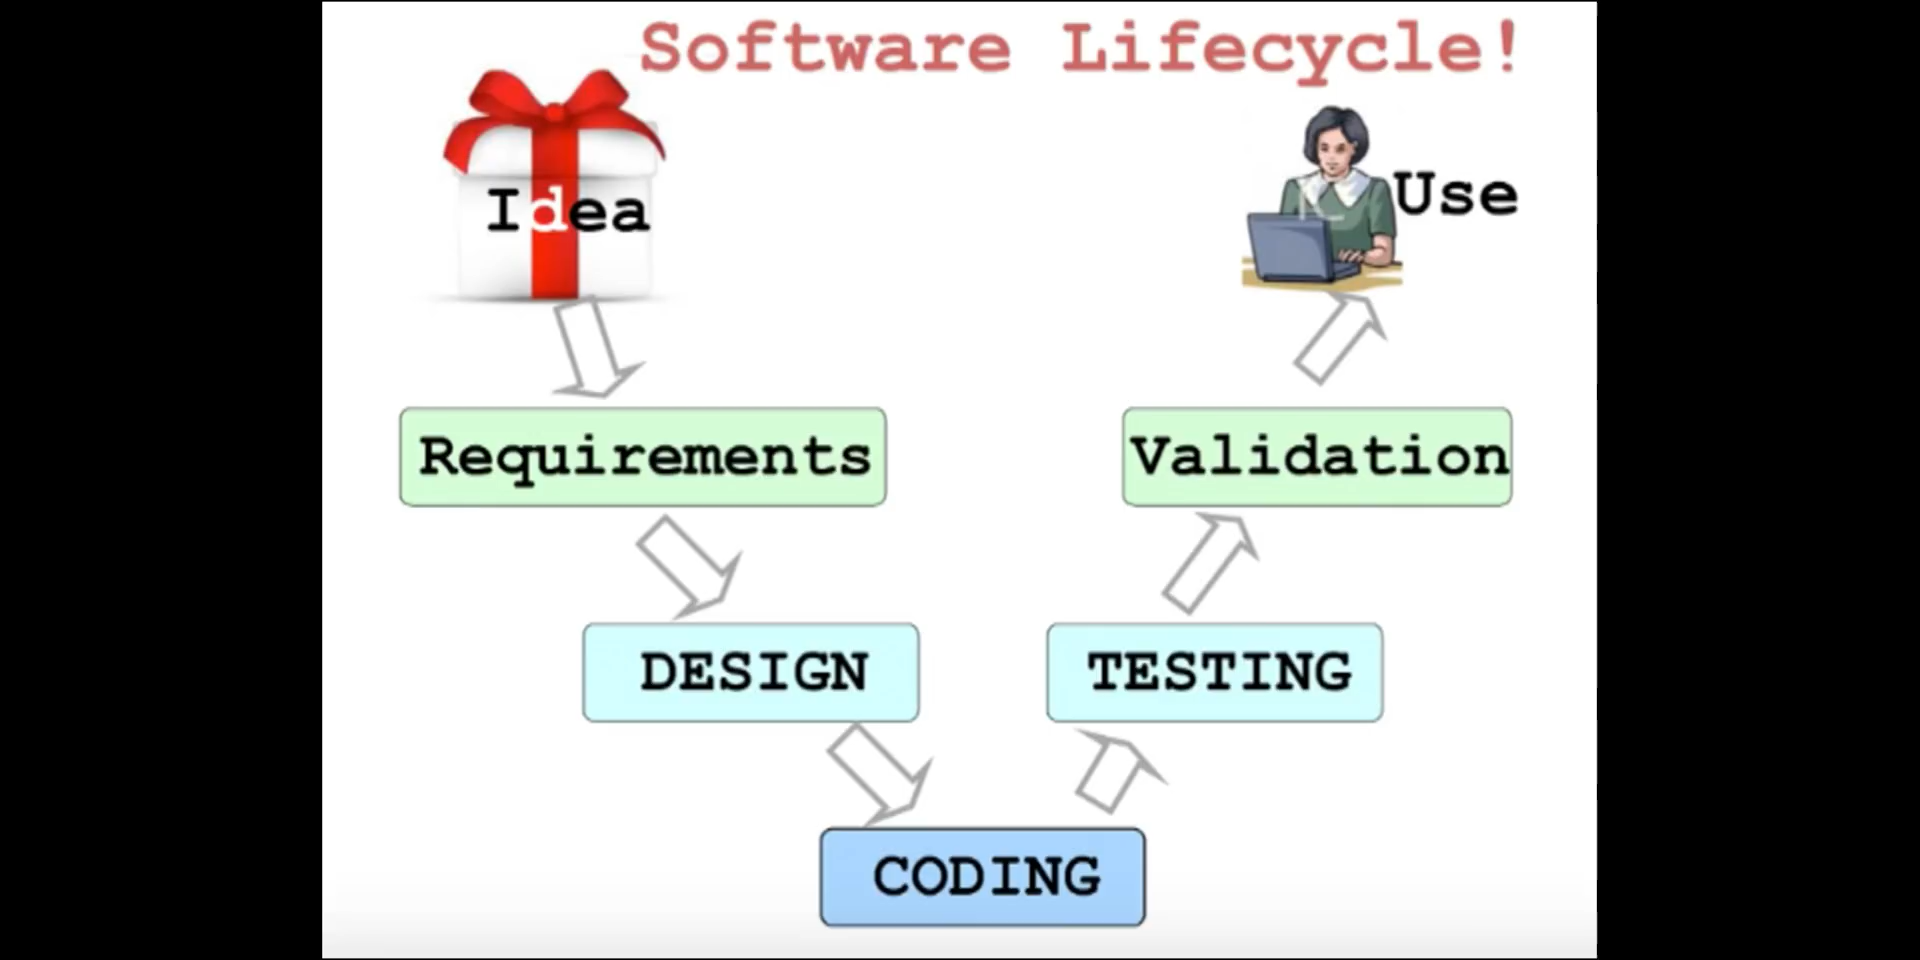 Software Lifecycle!
Idea
Use
Requirements
Validation
DESIGN
TESTING
CODING